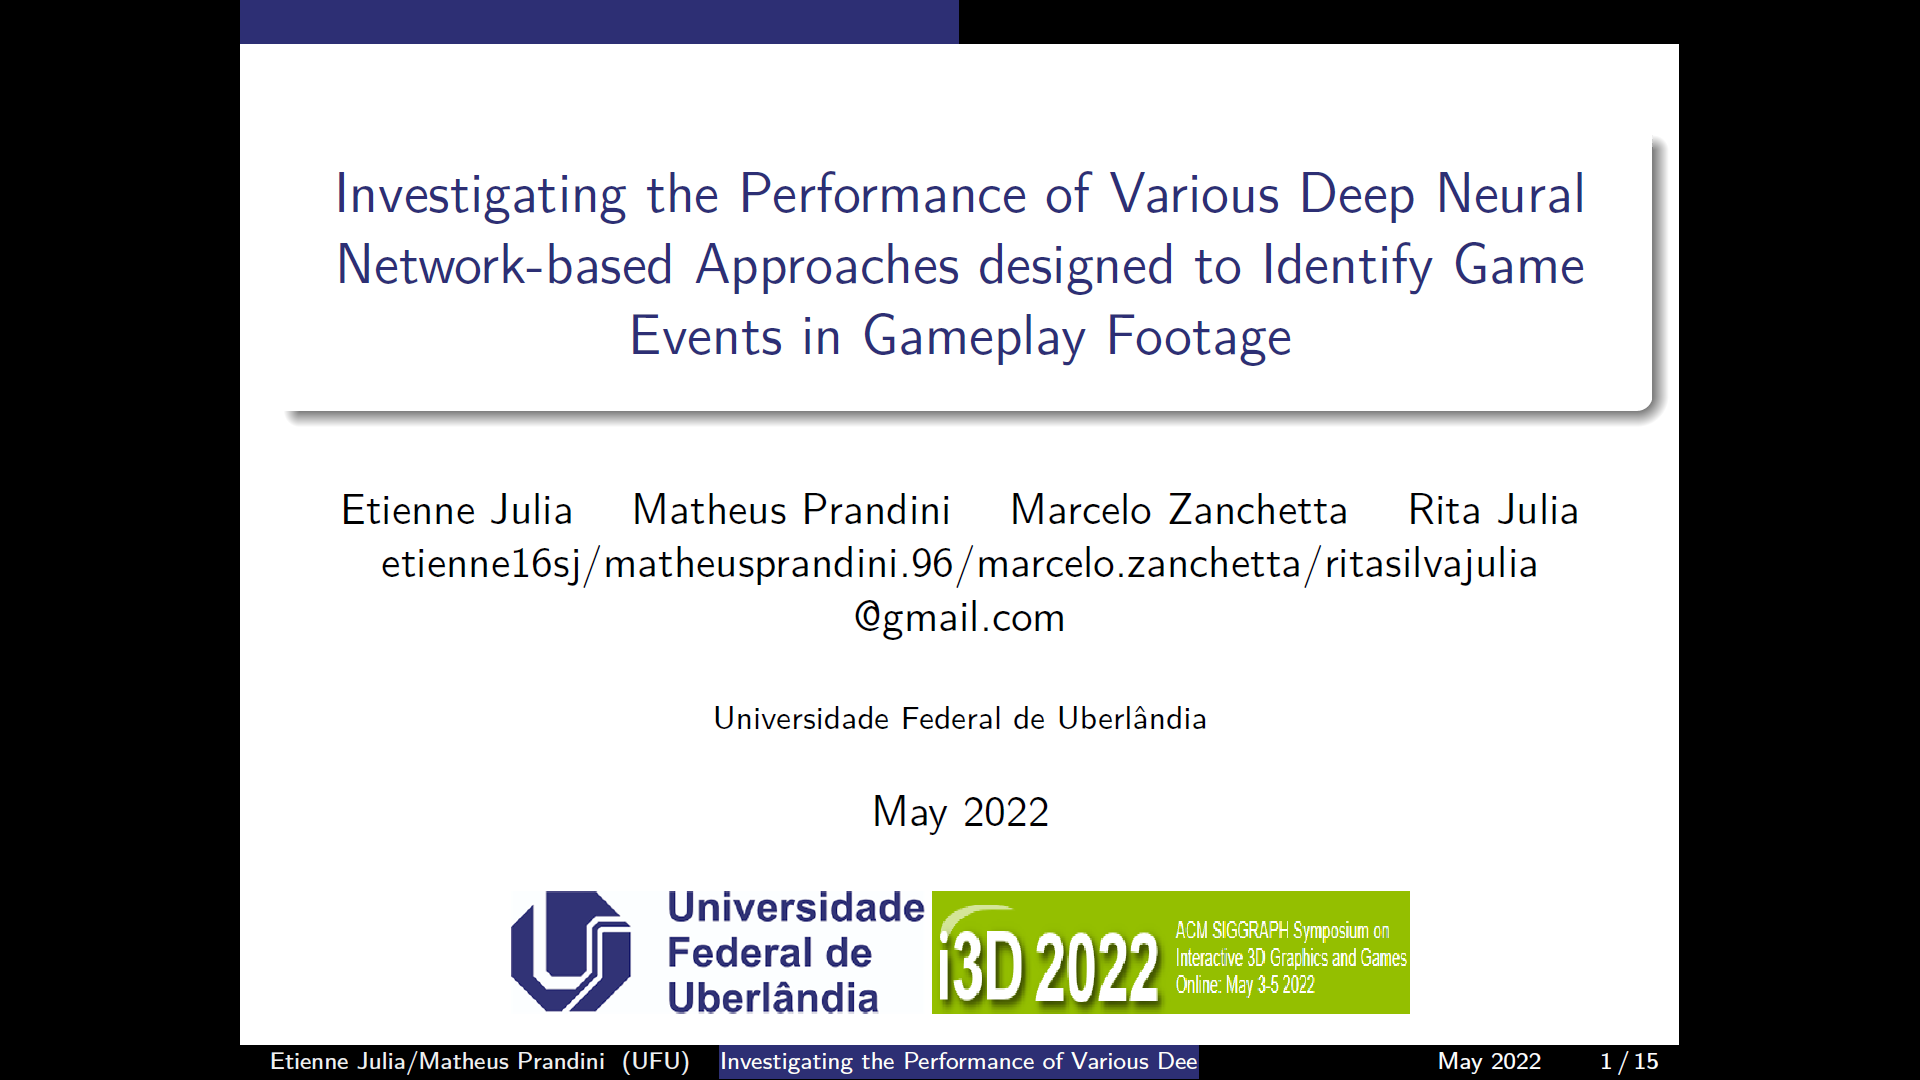 Investigating the Performance of Various Deep Neural
Network-based Approaches designed to Identify Game
Events in Gameplay Footage
Etienne Julia Matheus Prandini Marcelo Zanchetta Rita Julia
etienne16sj/matheusprandini.96/marcelo.zanchetta/ritasilvajulia
@gmail.com
Universidade Federal de Uberlândia
May 2022
Universidade
Federal de
Uberlândia
i3D 2022
ACM SIGGRAPH Symposium on
Interactive 3D Graphics and Games
Online: May 3-5 2022
Etienne Julia/Matheus Prandini (UFU) Investigating the Performance of Various Dee May 2022 1 / 15